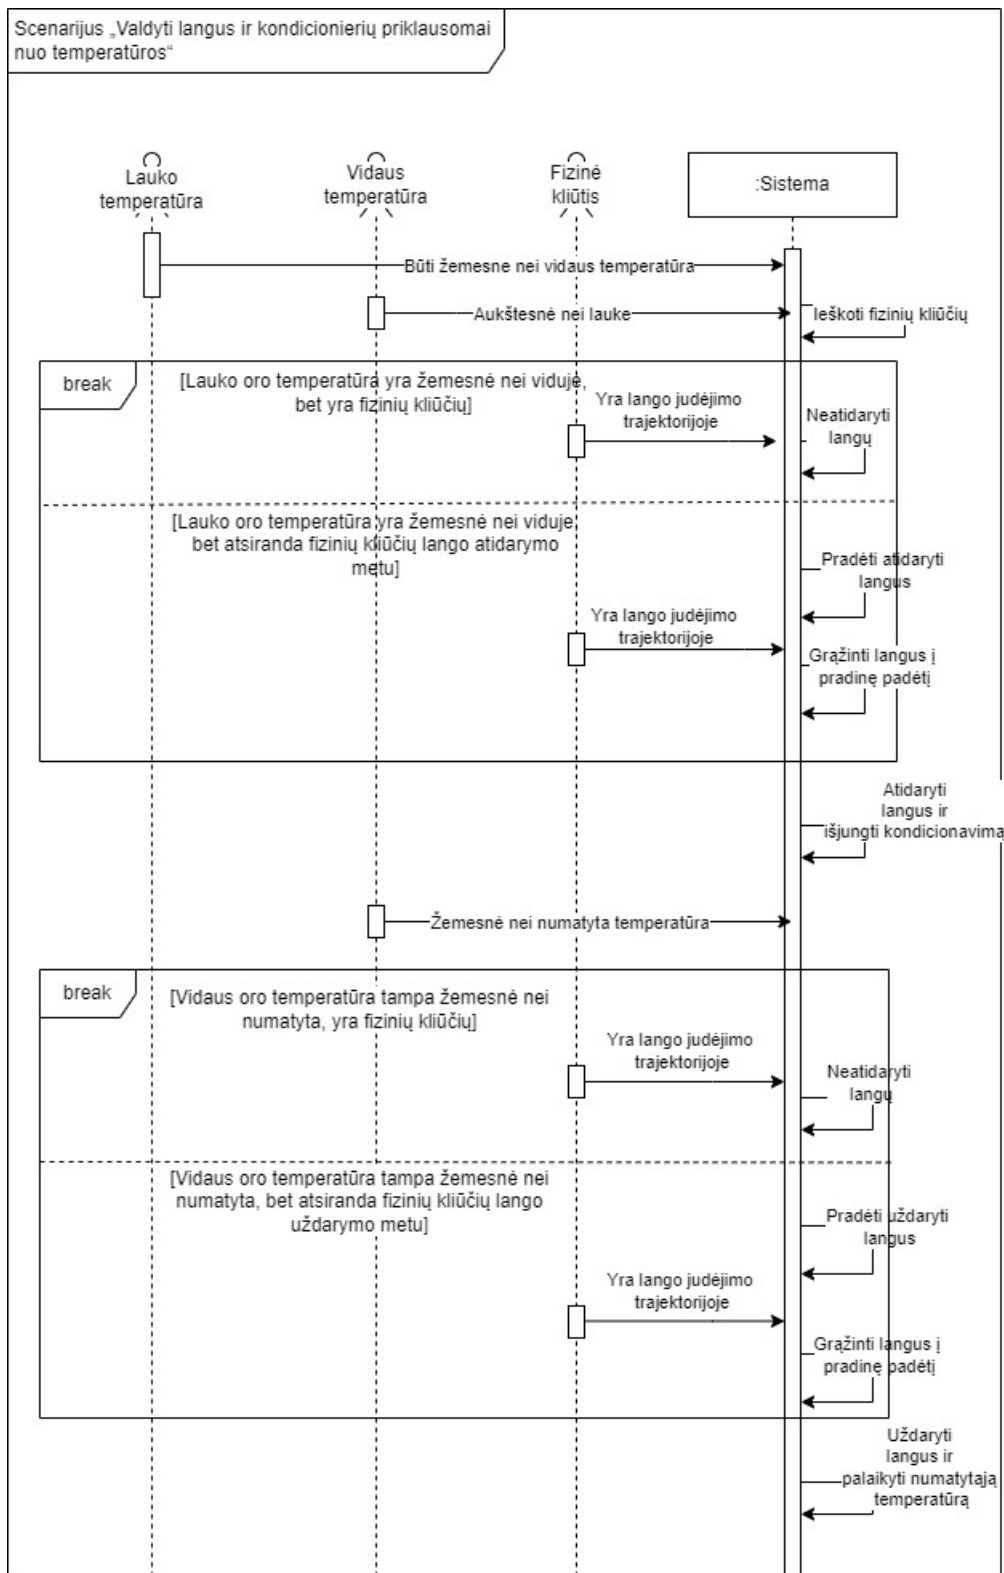 Scenarijus „Valdyti langus ir kondicionierių priklausomai
nuo temperatūros“
Lauko
temperatūra
Vidaus
temperatūra
Fizinė
kliūtis
:Sistema
Būti žemesne nei vidaus temperatūra
Aukštesnė nei lauke
Ieškoti fizinių kliūčių
break
[Lauko oro temperatūra yra žemesnė nei viduje,
bet yra fizinių kliūčių]
Yra lango judėjimo
trajektorijoje
Neatidaryti
langų
[Lauko oro temperatūra yra žemesnė nei viduje,
bet atsiranda fizinių kliūčių lango atidarymo
metu]
Pradėti atidaryti
langus
Yra lango judėjimo
trajektorijoje
Grąžinti langus į
pradinę padėtį
Atidaryti
langus ir
išjungti kondicionavimą
Žemesnė nei numatyta temperatūra
break
[Vidaus oro temperatūra tampa žemesnė nei
numatyta, yra fizinių kliūčių]
Yra lango judėjimo
trajektorijoje
Neatidaryti
langų
[Vidaus oro temperatūra tampa žemesnė nei
numatyta, bet atsiranda fizinių kliūčių lango
uždarymo metu]
Pradėti uždaryti
langus
Yra lango judėjimo
trajektorijoje
Grąžinti langus į
pradinę padėtį
Uždaryti
langus ir
palaikyti numatytąją
temperatūrą